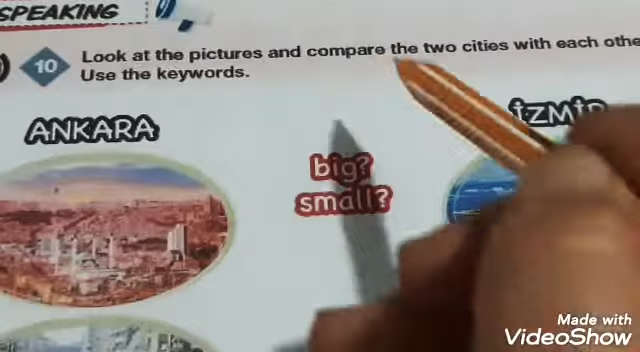 SPEAKING
10 Look at the pictures and compare the two cities with each othe
Use the keywords.
ANKARA
İZMİR
big?
small?
Made with
VideoShow